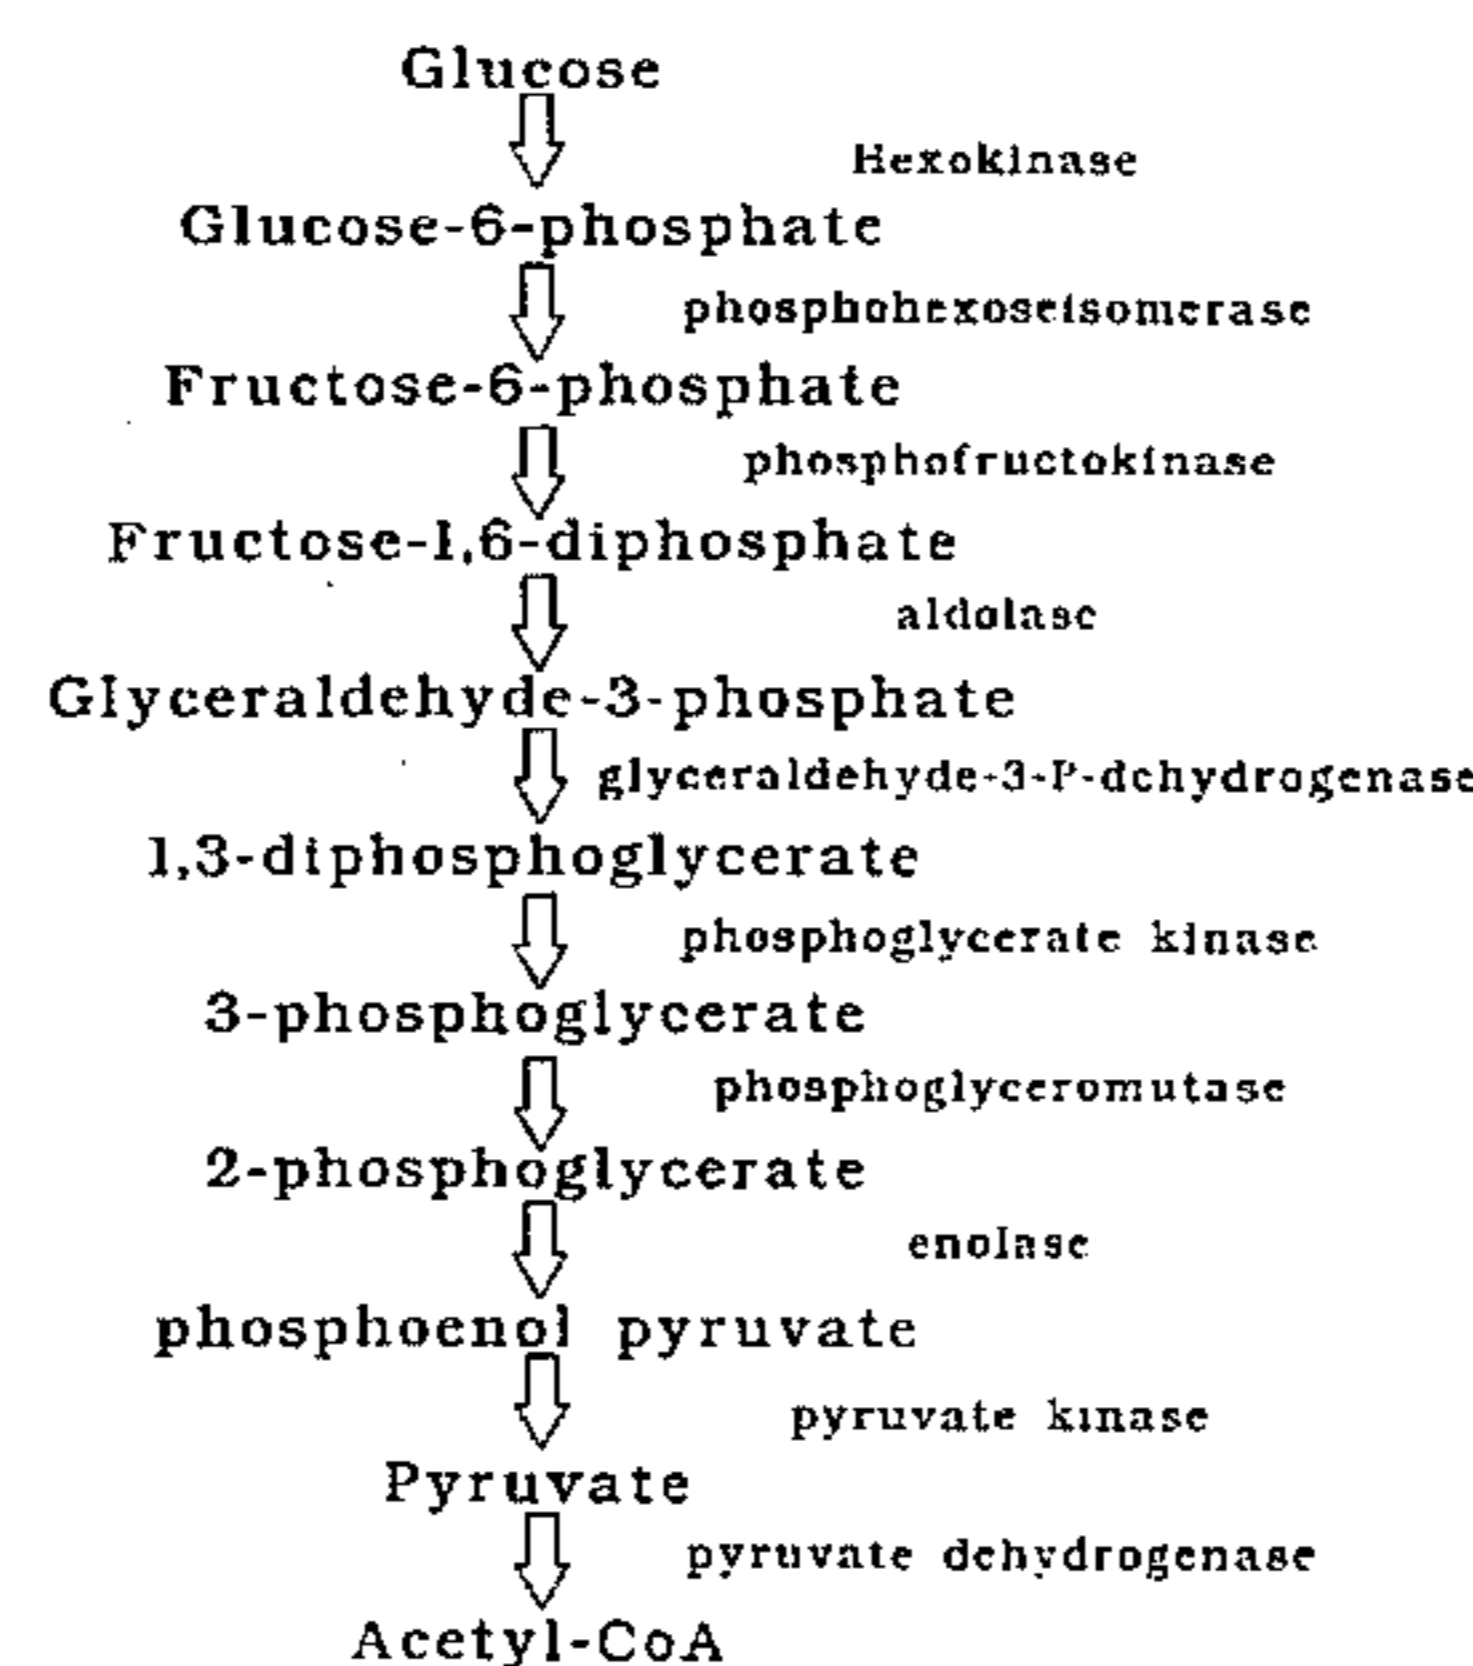 Glucose
Hexokinase
Glucose-6-phosphate
phosphohexoseisomerase
Fructose-6-phosphate
phosphofructokinase
Fructose-1,6-diphosphate
aldolase
Glyceraldehyde-3-phosphate
glyceraldehyde-3-P-dehydrogenase
1,3-diphosphoglycerate
phosphoglycerate kinase
3-phosphoglycerate
phosphoglyceromutase
2-phosphoglycerate
enolase
phosphoenol pyruvate
pyruvate kinase
Pyruvate
pyruvate dehydrogenase
Acetyl-CoA